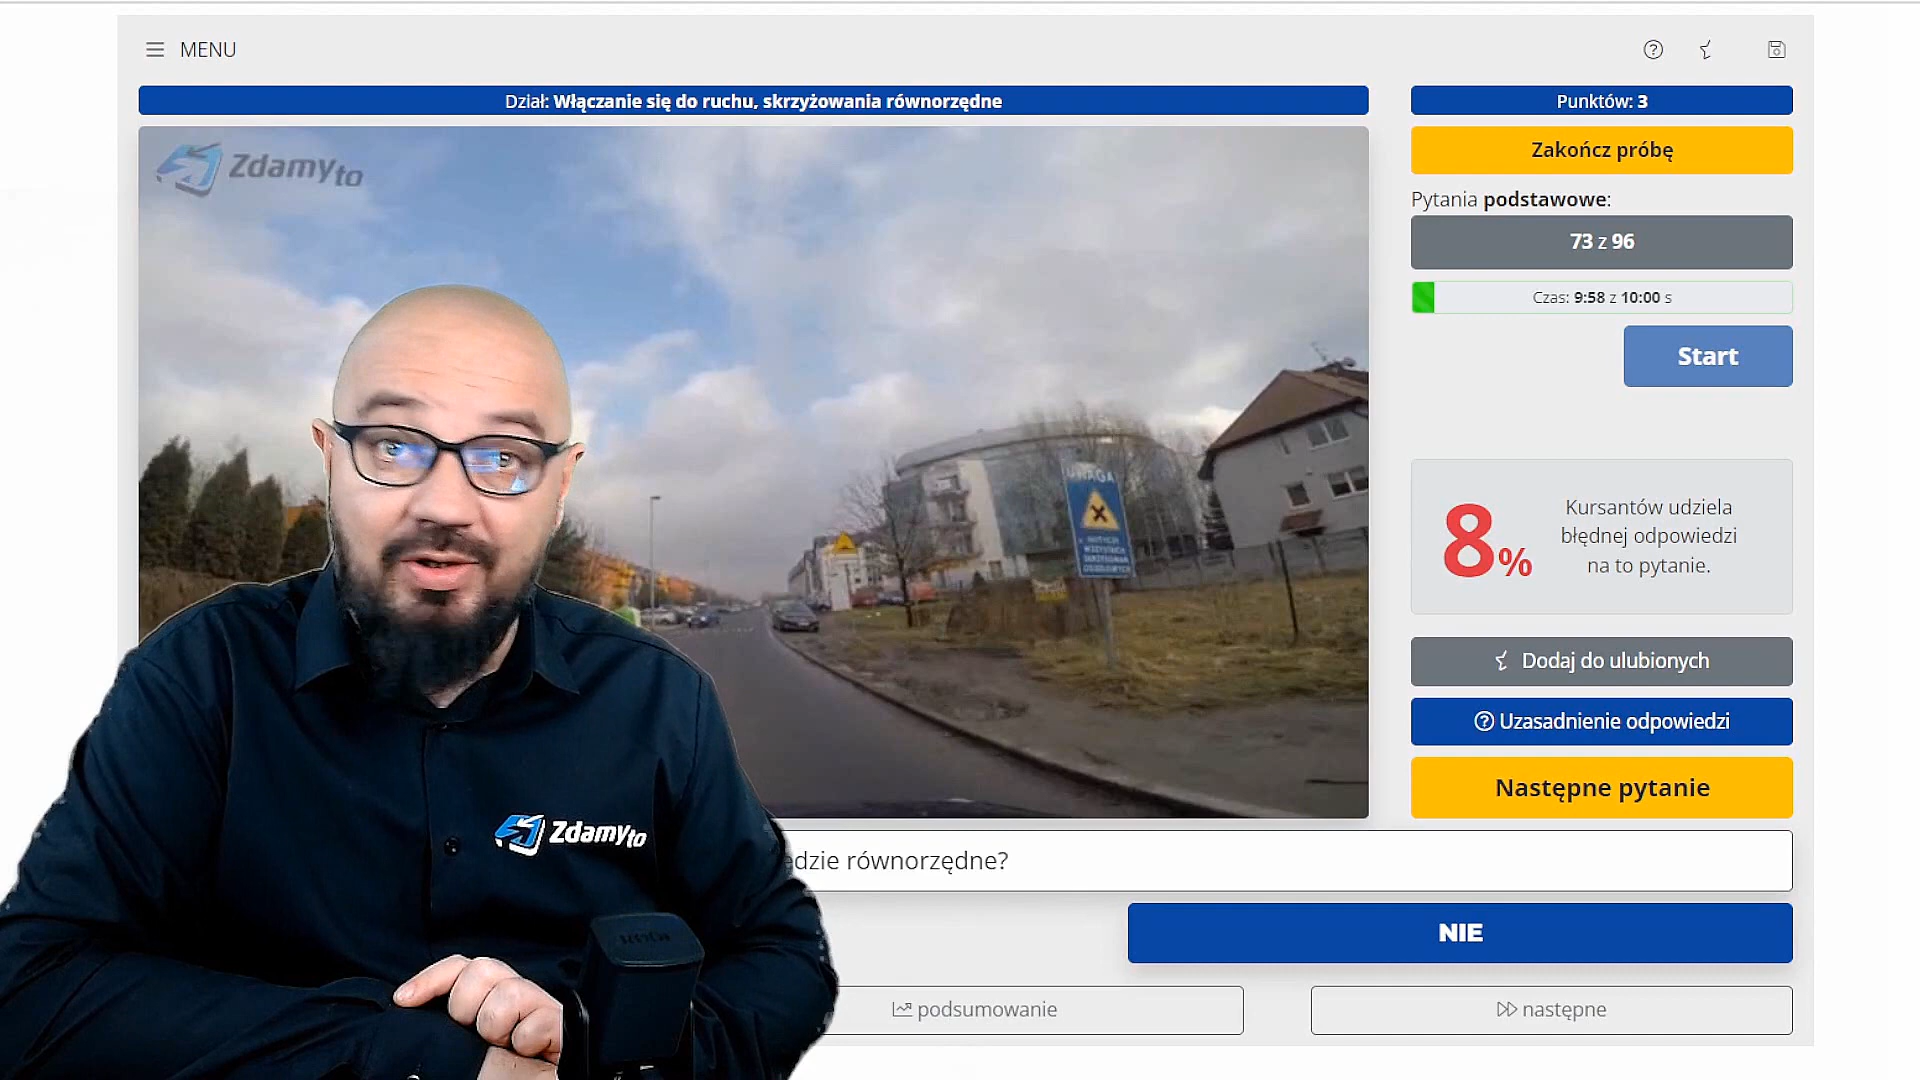 MENU
Dział: Włączanie się do ruchu, skrzyżowania równorzędne
Punktów: 3
Zdamyto
Zakończ próbę
Pytania podstawowe:
73 z 96
Czas: 9:58 z 10:00 s
Start
UWAGA
8%
Kursantów udziela
błędnej odpowiedzi
na to pytanie.
Dodaj do ulubionych
Uzasadnienie odpowiedzi
Następne pytanie
Zdamyto
edzie równorzędne?
NIE
podsumowanie
następne